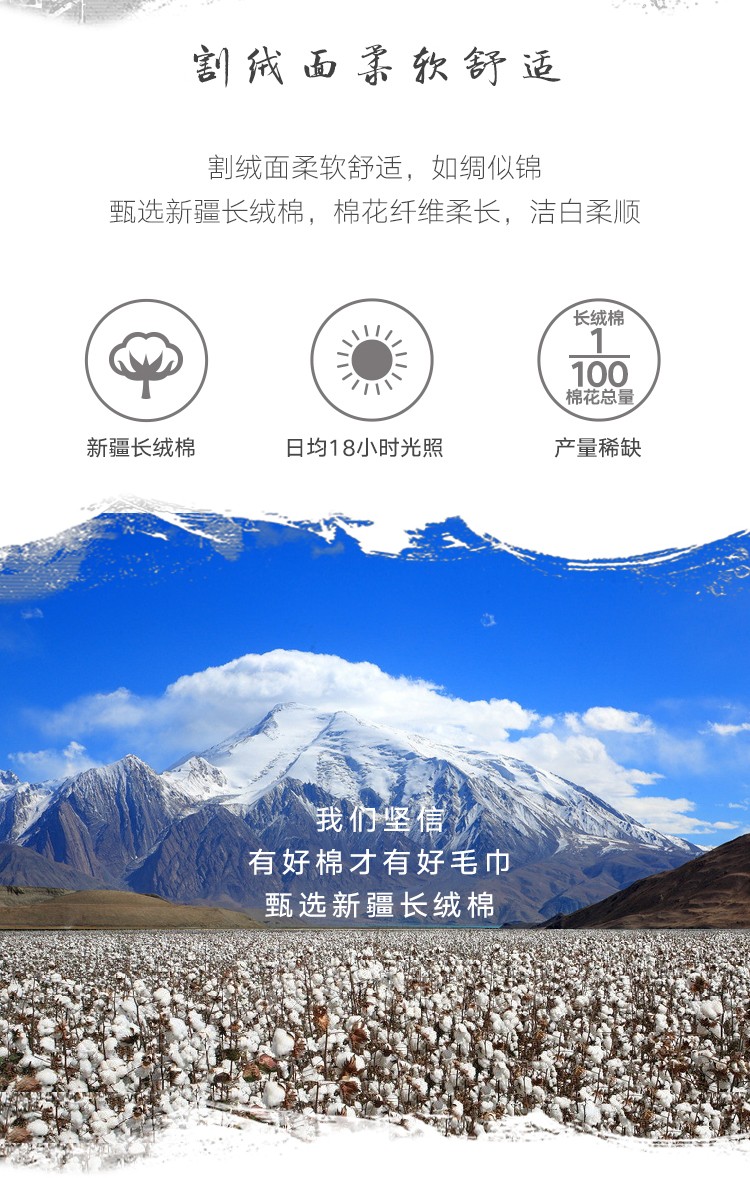 割绒面柔软舒适
割绒面柔软舒适，如绸似锦
甄选新疆长绒棉，棉花纤维柔长，洁白柔顺
长绒棉
1
100
棉花总量
新疆长绒棉
日均18小时光照
产量稀缺
我们坚信
有好棉才有好毛巾
甄选新疆长绒棉